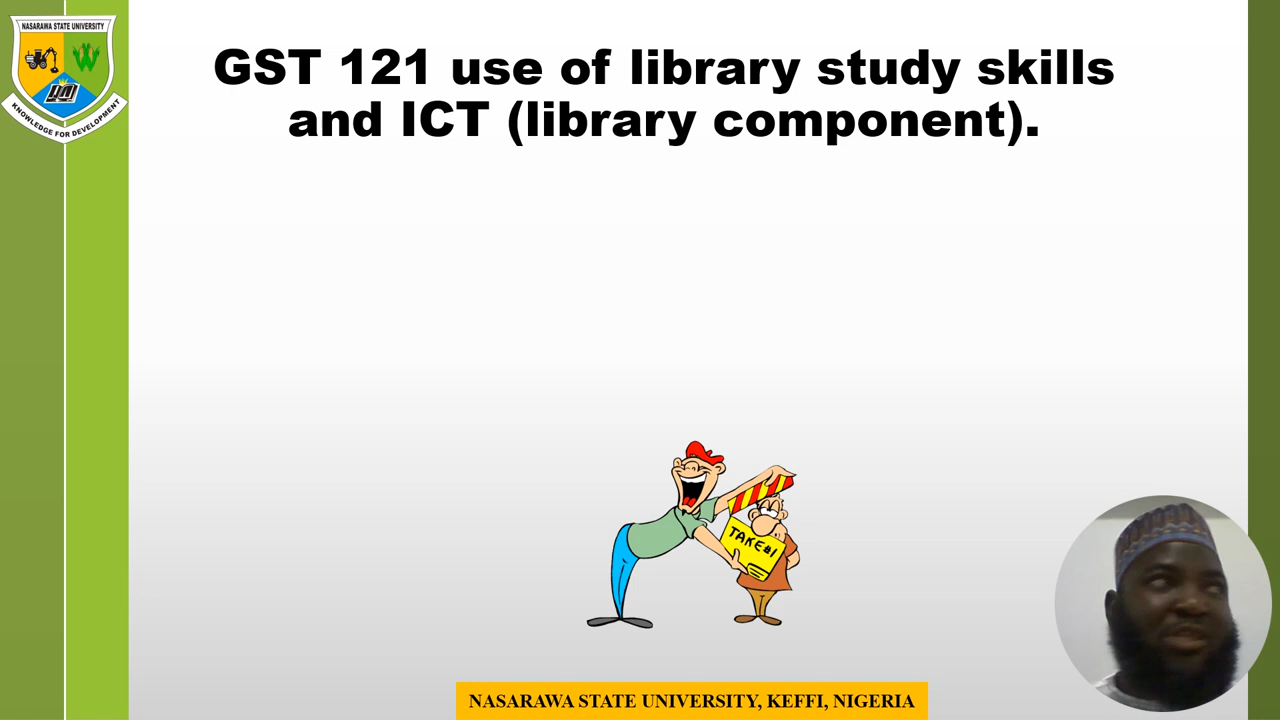 NASARAWA STATE UNIVERSITY
KNOWLEDGE FOR DEVELOPMENT
GST 121 use of library study skills
and ICT (library component).
TAKE#1
NASARAWA STATE UNIVERSITY, KEFFI, NIGERIA